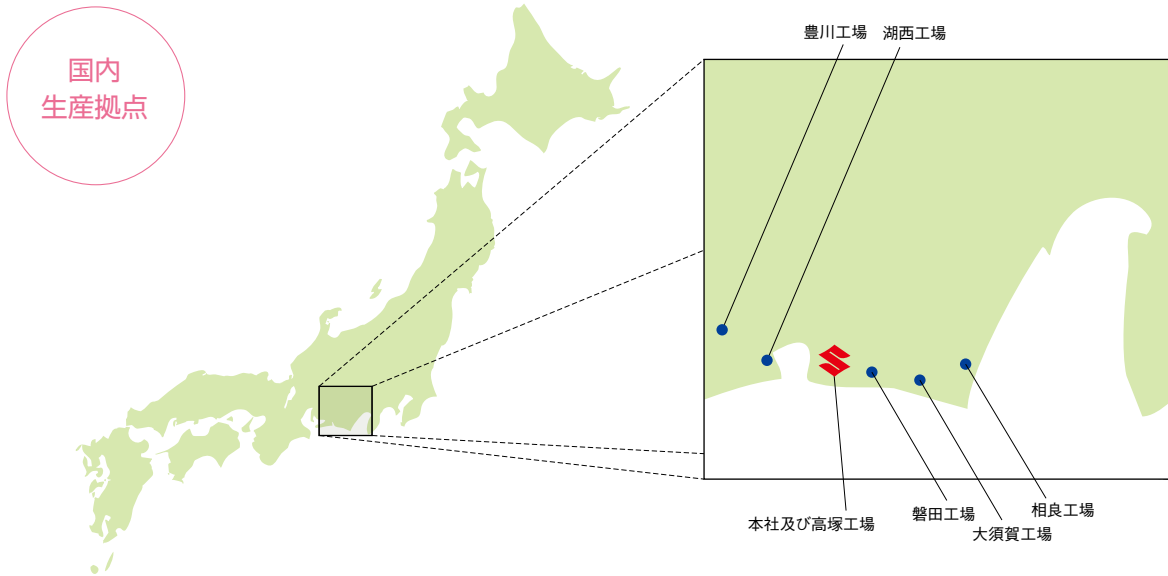 国内
生産拠点
豊川工場
湖西工場
本社及び高塚工場
磐田工場
大須賀工場
相良工場